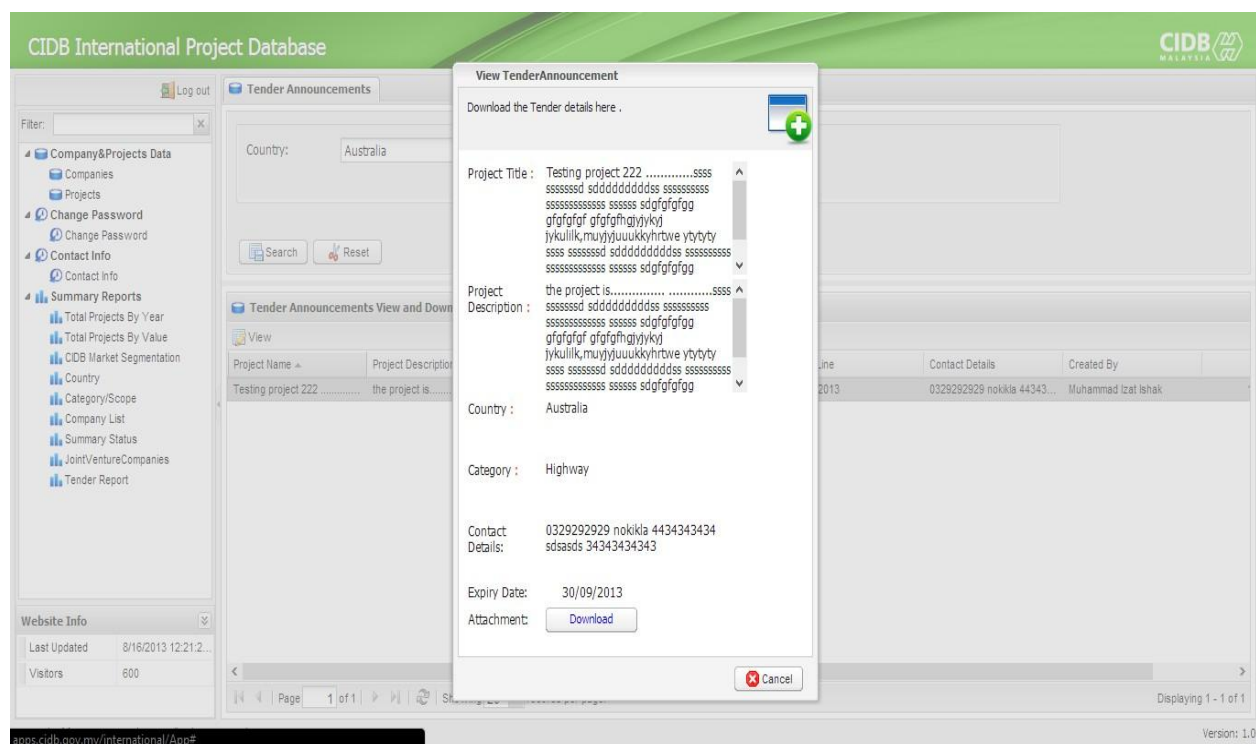 CIDB International Project Database
CIDB
MALAYSIA
Log out
Filter:
Company&Projects Data
Companies
Projects
Change Password
Change Password
Contact Info
Contact Info
Summary Reports
Total Projects By Year
Total Projects By Value
CIDB Market Segmentation
Country
Category/Scope
Company List
Summary Status
JointVentureCompanies
Tender Report
Website Info
Last Updated 8/16/2013 12:21:2...
Visitors 600
Tender Announcements
Country: Australia
Search Reset
Tender Announcements View and Down
View
Project Name Project Description Line Contact Details Created By
Testing project 222 ............. the project is....... 2013 0329292929 nokikla 44343... Muhammad Izat Ishak
Page 1 of 1
Displaying 1 - 1 of 1
View TenderAnnouncement
Download the Tender details here .
Project Title : Testing project 222 .............ssss
sssssssd sddddddddddss ssssssssss
sssssssssssss ssssss sdgfgfgfgg
gfgfgfgf gfgfgfhgjyjykyj
jykulilk,muyjyjuuukkyhrtwe ytytyty
ssss sssssssd sddddddddddss ssssssssss
sssssssssssss ssssss sdgfgfgfgg
Project Description : the project is............... ............ssss
sssssssd sddddddddddss ssssssssss
sssssssssssss ssssss sdgfgfgfgg
gfgfgfgf gfgfgfhgjyjykyj
jykulilk,muyjyjuuukkyhrtwe ytytyty
ssss sssssssd sddddddddddss ssssssssss
sssssssssssss ssssss sdgfgfgfgg
Country : Australia
Category : Highway
Contact Details: 0329292929 nokikla 4434343434
sdsasds 34343434343
Expiry Date: 30/09/2013
Attachment: Download
Cancel
apps.cidb.gov.my/international/App#
Version: 1.0